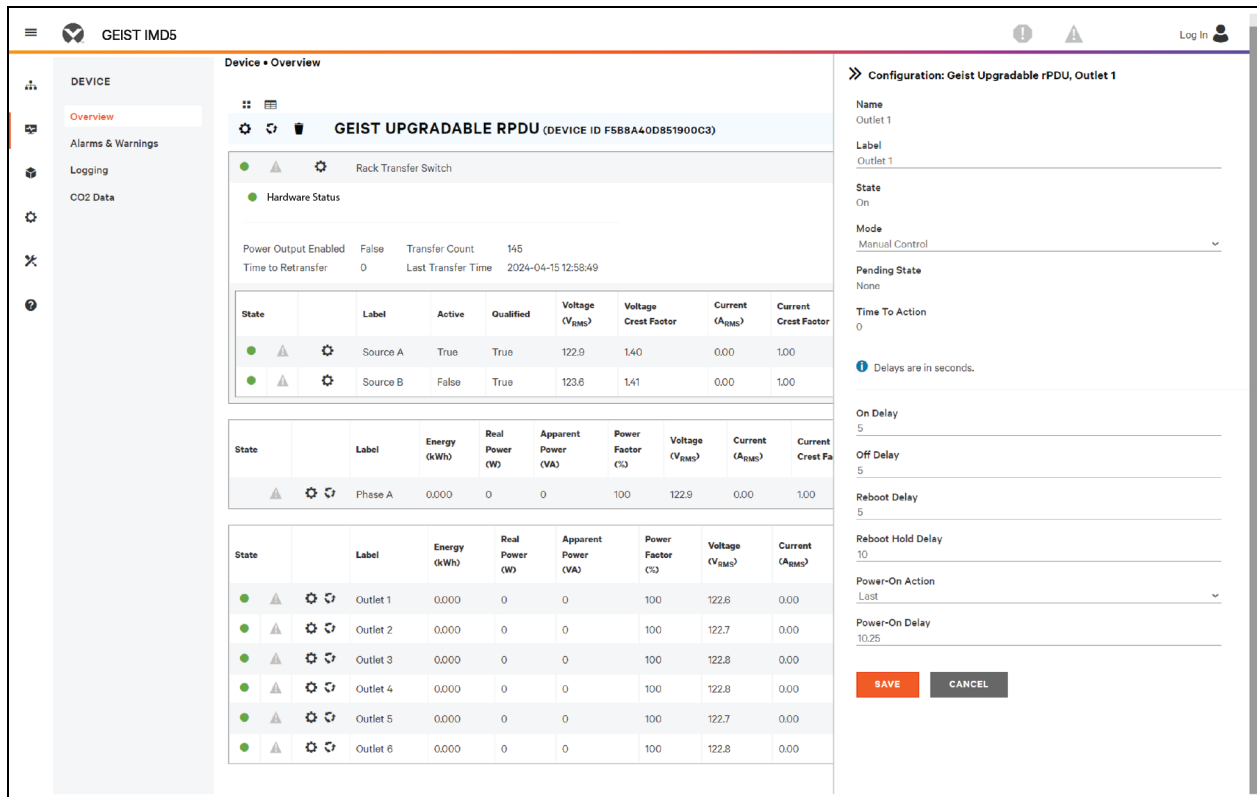 GEIST IMD5
Log In
DEVICE
Overview
Alarms & Warnings
Logging
CO2 Data
Device • Overview
GEIST UPGRADABLE RPDU (DEVICE ID F5B8A40D851900C3)
Rack Transfer Switch
Hardware Status
Power Output Enabled False Transfer Count 145
Time to Retransfer 0 Last Transfer Time 2024-04-15 12:58:49
State Label Active Qualified Voltage (VRMS) Voltage Crest Factor Current (ARMS) Current Crest Factor
Source A True True 122.9 1.40 0.00 1.00
Source B False True 123.6 1.41 0.00 1.00
State Label Energy (kWh) Real Power (W) Apparent Power (VA) Power Factor (%) Voltage (VRMS) Current (ARMS) Current Crest Fa
Phase A 0.000 0 0 100 122.9 0.00 1.00
State Label Energy (kWh) Real Power (W) Apparent Power (VA) Power Factor (%) Voltage (VRMS) Current (ARMS)
Outlet 1 0.000 0 0 100 122.6 0.00
Outlet 2 0.000 0 0 100 122.7 0.00
Outlet 3 0.000 0 0 100 122.8 0.00
Outlet 4 0.000 0 0 100 122.8 0.00
Outlet 5 0.000 0 0 100 122.7 0.00
Outlet 6 0.000 0 0 100 122.8 0.00
Configuration: Geist Upgradable rPDU, Outlet 1
Name
Outlet 1
Label
Outlet 1
State
On
Mode
Manual Control
Pending State
None
Time To Action
0
Delays are in seconds.
On Delay
5
Off Delay
5
Reboot Delay
5
Reboot Hold Delay
10
Power-On Action
Last
Power-On Delay
10.25
SAVE CANCEL